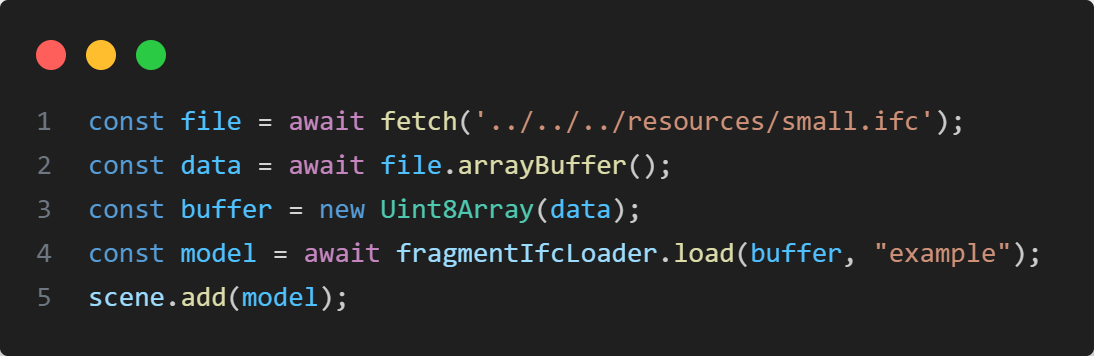 1 const file = await fetch('../../../resources/small.ifc');
2 const data = await file.arrayBuffer();
3 const buffer = new Uint8Array(data);
4 const model = await fragmentIfcLoader.load(buffer, "example");
5 scene.add(model);